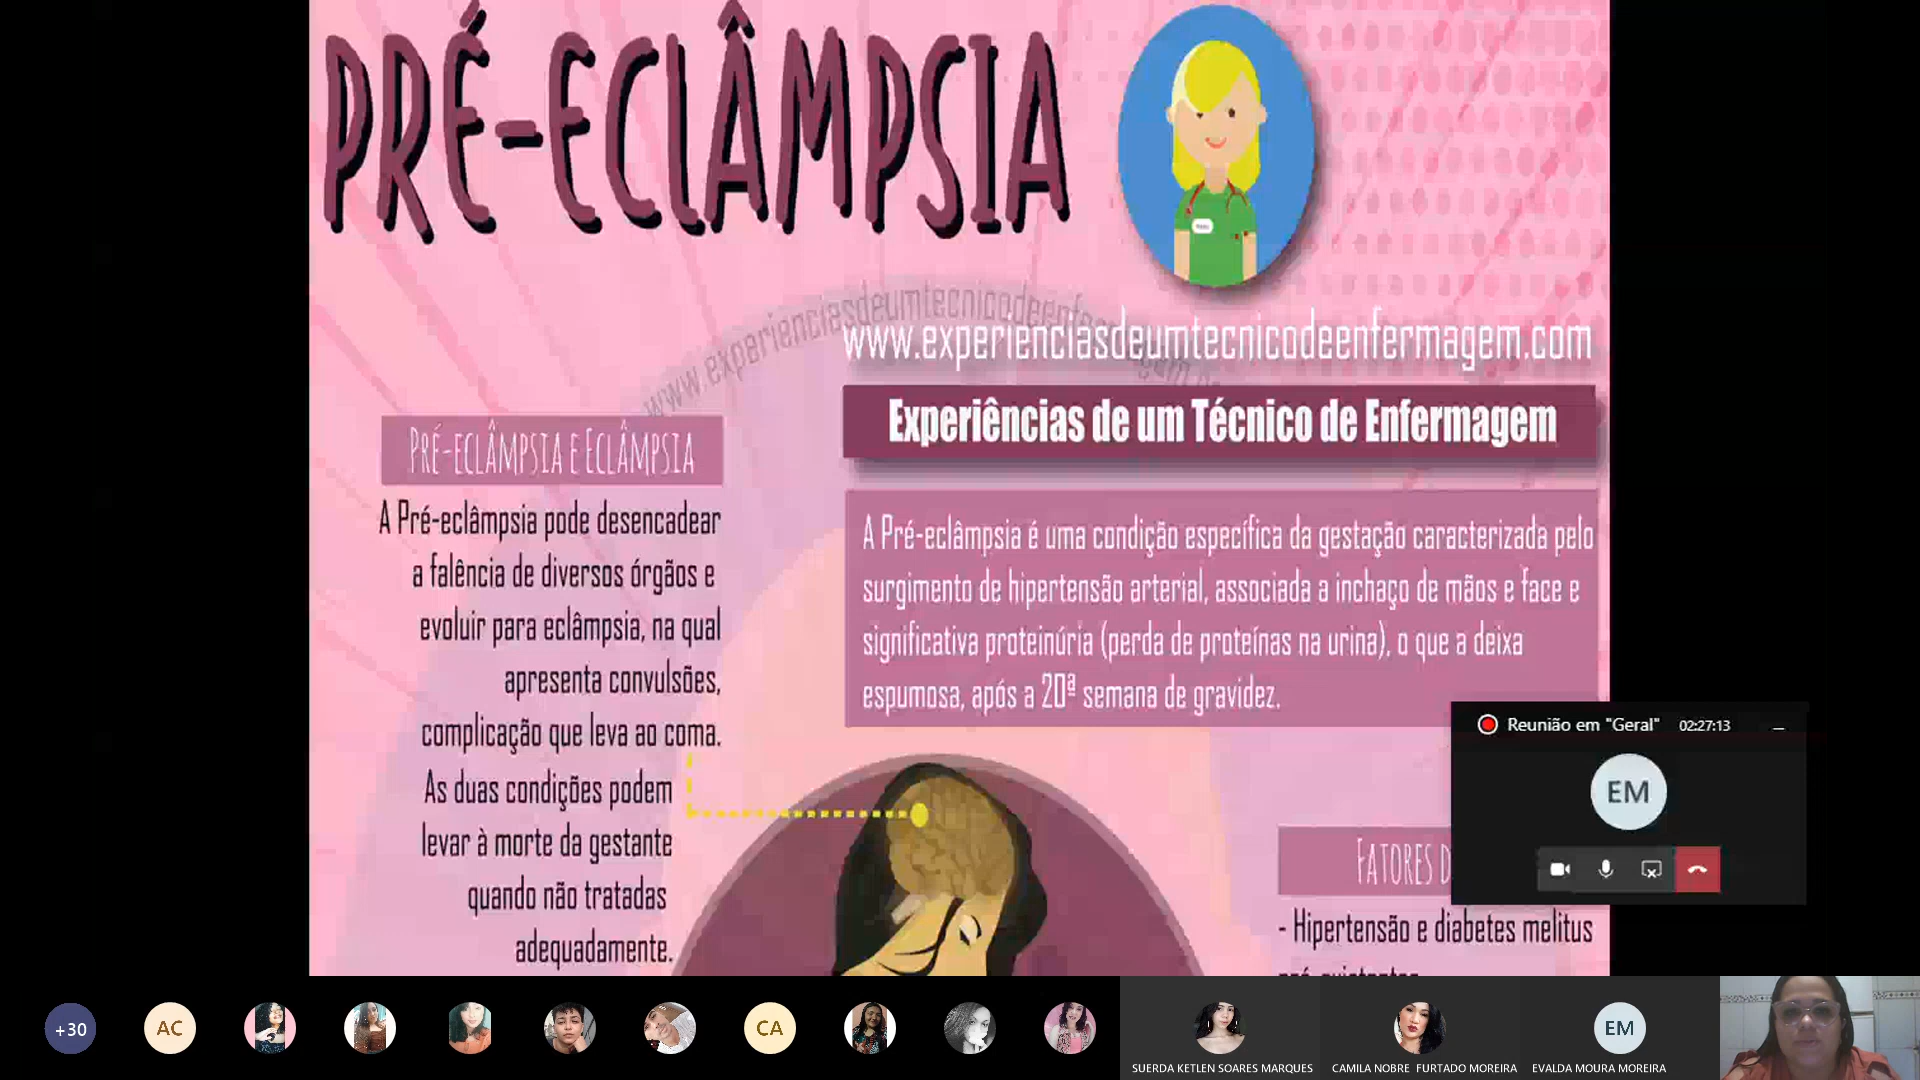 PRÉ-ECLÂMPSIA
www.experienciasdeumtecnicodeenfermagem.com
Experiências de um Técnico de Enfermagem
PRÉ-ECLÂMPSIA E ECLÂMPSIA
A Pré-eclâmpsia pode desencadear
a falência de diversos órgãos e
evoluir para eclâmpsia, na qual
apresenta convulsões,
complicação que leva ao coma.
As duas condições podem
levar à morte da gestante
quando não tratadas
adequadamente.
A Pré-eclâmpsia é uma condição específica da gestação caracterizada pelo
surgimento de hipertensão arterial, associada a inchaço de mãos e face e
significativa proteinúria (perda de proteínas na urina), o que a deixa
espumosa, após a 20ª semana de gravidez.
FATORES
- Hipertensão e diabetes melitus
Reunião em "Geral" 02:27:13
EM
+30
AC
CA
EM
SUERDA KETLEN SOARES MARQUES
CAMILA NOBRE FURTADO MOREIRA
EVALDA MOURA MOREIRA